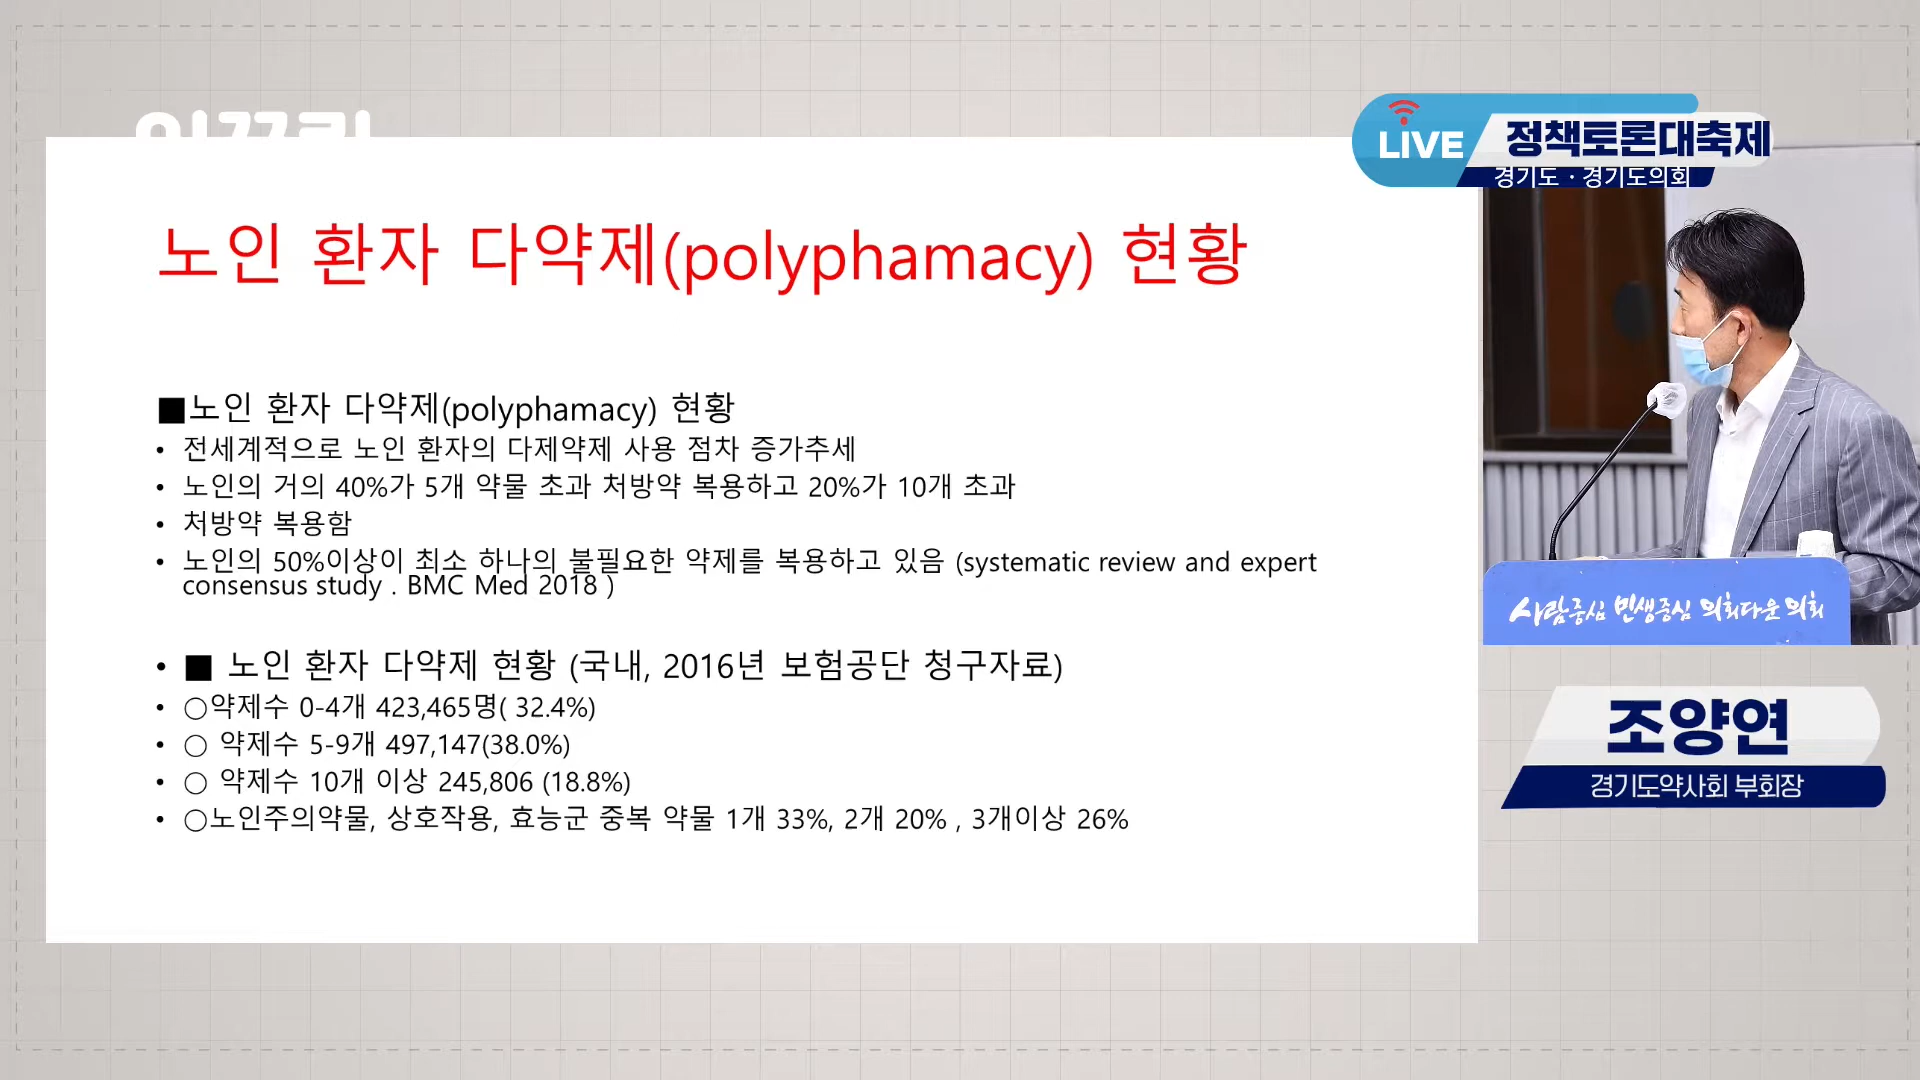 LIVE 정책토론대축제
경기도 · 경기도의회
노인 환자 다약제(polyphamacy) 현황
■노인 환자 다약제(polyphamacy) 현황
• 전세계적으로 노인 환자의 다제약제 사용 점차 증가추세
• 노인의 거의 40%가 5개 약물 초과 처방약 복용하고 20%가 10개 초과
• 처방약 복용함
• 노인의 50%이상이 최소 하나의 불필요한 약제를 복용하고 있음 (systematic review and expert
consensus study . BMC Med 2018 )
• ■ 노인 환자 다약제 현황 (국내, 2016년 보험공단 청구자료)
• ○약제수 0-4개 423,465명( 32.4%)
• ○ 약제수 5-9개 497,147(38.0%)
• ○ 약제수 10개 이상 245,806 (18.8%)
• ○노인주의약물, 상호작용, 효능군 중복 약물 1개 33%, 2개 20% , 3개이상 26%
사람중심 민생중심 의회다운 의회
조양연
경기도약사회 부회장